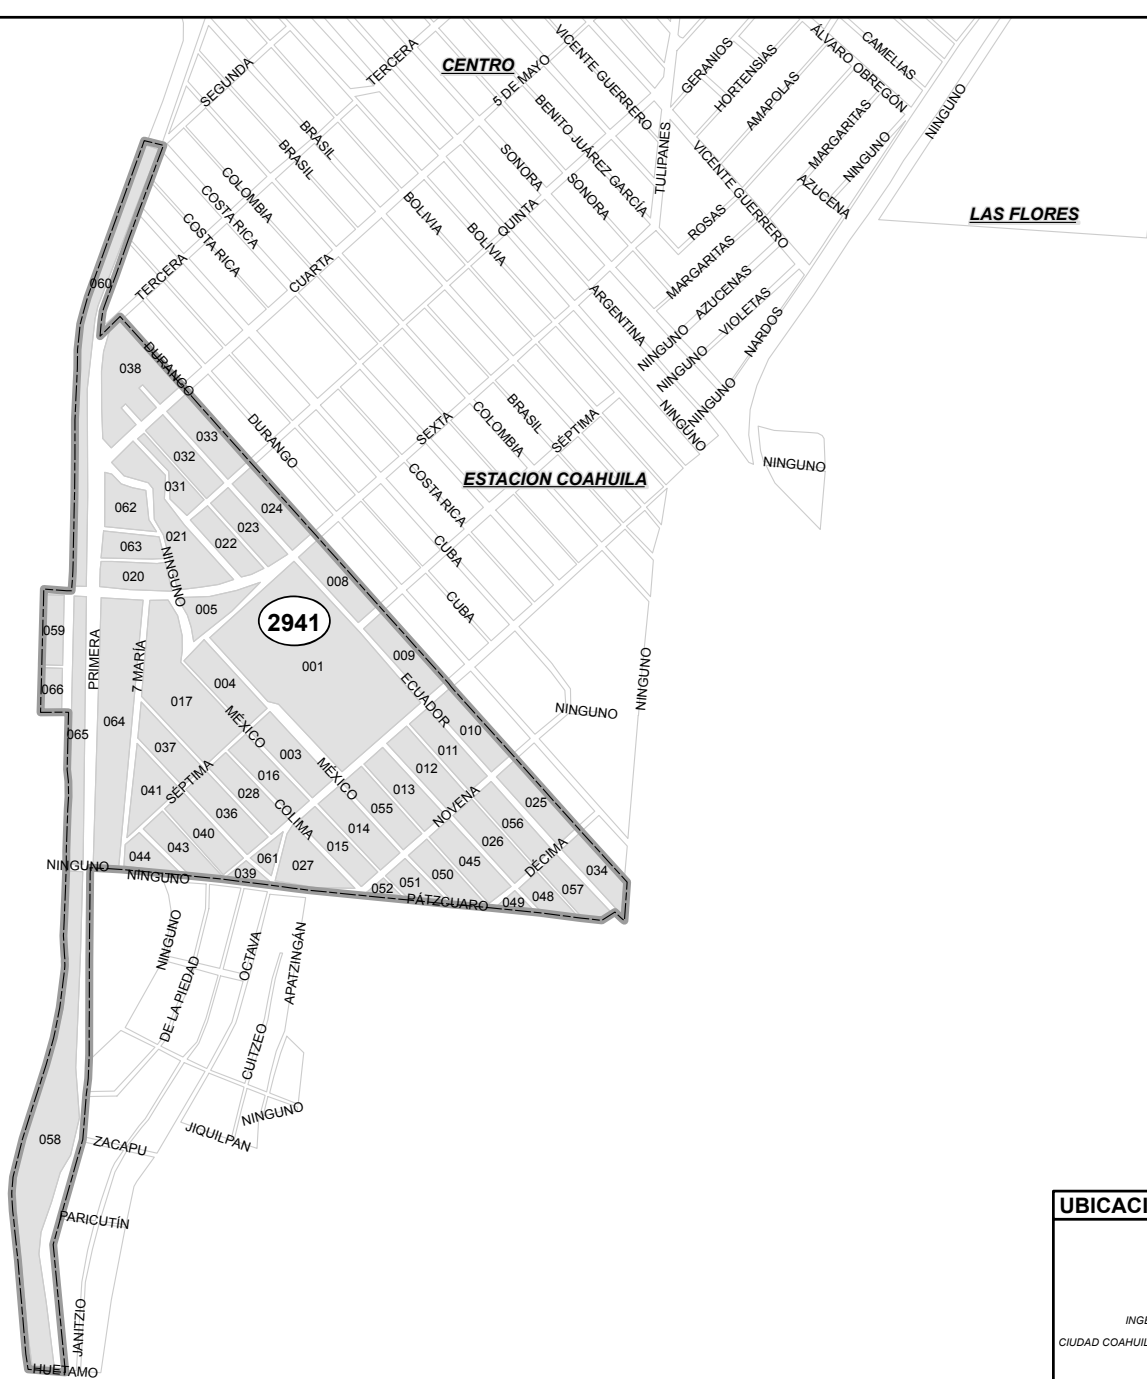 CENTRO
SEGUNDA
TERCERA
5 DE MAYO
VICENTE GUERRERO
GERANIOS
HORTENSIAS
AMAPOLAS
ÁLVARO OBREGÓN
CAMELIAS
NINGUNO
MARGARITAS
NINGUNO
AZUCENA
BENITO JUÁREZ GARCÍA
TULIPANES
VICENTE GUERRERO
BRASIL
BRASIL
SONORA
SONORA
COLOMBIA
COSTA RICA
COSTA RICA
BOLIVIA
BOLIVIA
QUINTA
ROSAS
LAS FLORES
TERCERA
CUARTA
MARGARITAS
AZUCENAS
VIOLETAS
NARDOS
ARGENTINA
NINGUNO
NINGUNO
NINGUNO
NINGUNO
060
038
DURANGO
DURANGO
SEXTA
COLOMBIA
BRASIL
SÉPTIMA
NINGUNO
ESTACION COAHUILA
COSTA RICA
CUBA
CUBA
033
032
031
024
023
022
021
062
063
020
NINGUNO
005
008
2941
059
066
PRIMERA
7 MARÍA
001
009
ECUADOR
NINGUNO
NINGUNO
004
017
064
065
MÉXICO
003
MÉXICO
010
011
012
013
037
041
SÉPTIMA
016
028
036
COLIMA
055
014
015
NOVENA
025
056
026
040
043
044
061
039
027
045
050
051
052
DÉCIMA
034
057
048
049
NINGUNO
NINGUNO
PÁTZCUARO
NINGUNO
DE LA PIEDAD
OCTAVA
APATZINGÁN
CUITZEO
NINGUNO
058
ZACAPU
JIQUILPAN
PARICUTÍN
JANITZIO
HUETAMO
UBICACI
INGE
CIUDAD COAHUIL